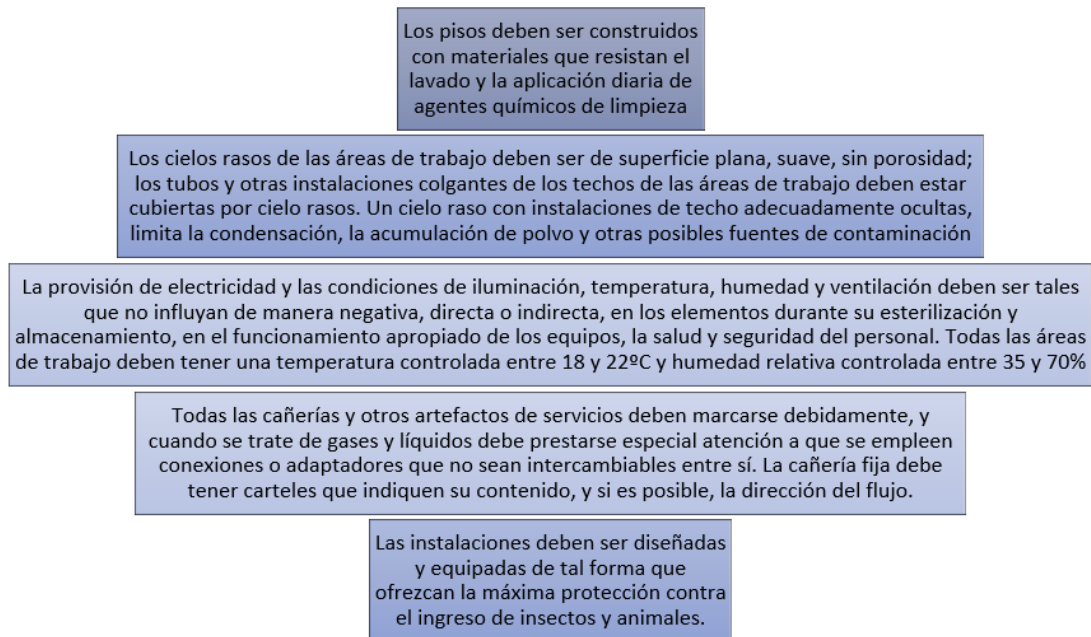 Los pisos deben ser construidos
con materiales que resistan el
lavado y la aplicación diaria de
agentes químicos de limpieza
Los cielos rasos de las áreas de trabajo deben ser de superficie plana, suave, sin porosidad;
los tubos y otras instalaciones colgantes de los techos de las áreas de trabajo deben estar
cubiertas por cielo rasos. Un cielo raso con instalaciones de techo adecuadamente ocultas,
limita la condensación, la acumulación de polvo y otras posibles fuentes de contaminación
La provisión de electricidad y las condiciones de iluminación, temperatura, humedad y ventilación deben ser tales
que no influyan de manera negativa, directa o indirecta, en los elementos durante su esterilización y
almacenamiento, en el funcionamiento apropiado de los equipos, la salud y seguridad del personal. Todas las áreas
de trabajo deben tener una temperatura controlada entre 18 y 22ºC y humedad relativa controlada entre 35 y 70%
Todas las cañerías y otros artefactos de servicios deben marcarse debidamente, y
cuando se trate de gases y líquidos debe prestarse especial atención a que se empleen
conexiones o adaptadores que no sean intercambiables entre sí. La cañería fija debe
tener carteles que indiquen su contenido, y si es posible, la dirección del flujo.
Las instalaciones deben ser diseñadas
y equipadas de tal forma que
ofrezcan la máxima protección contra
el ingreso de insectos y animales.